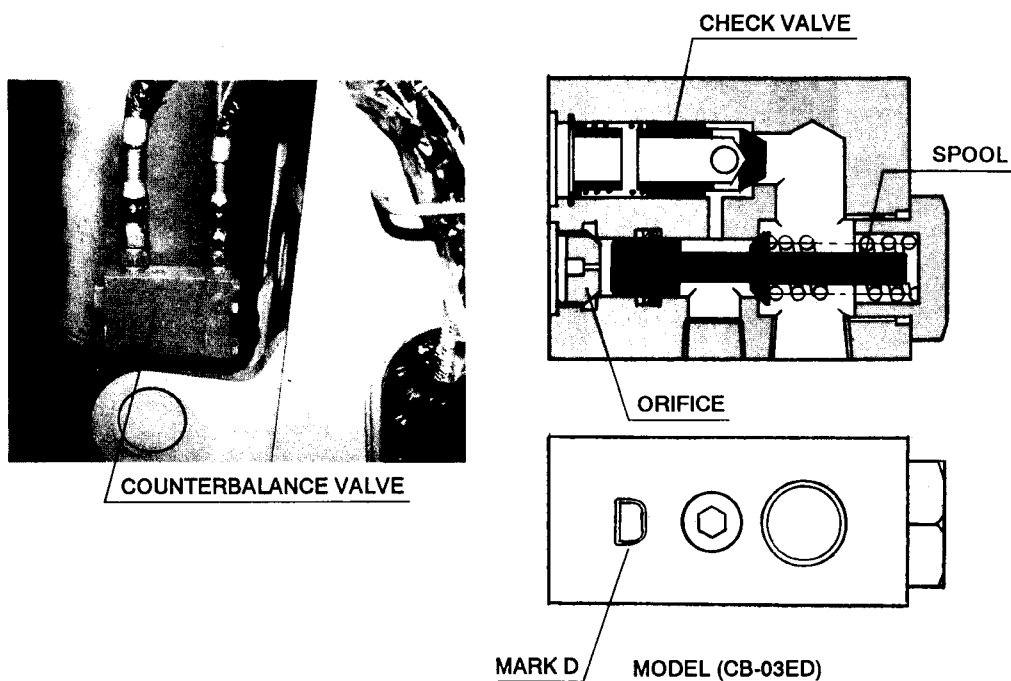 CHECK VALVE
SPOOL
ORIFICE
COUNTERBALANCE VALVE
D
MARK D
MODEL (CB-03ED)